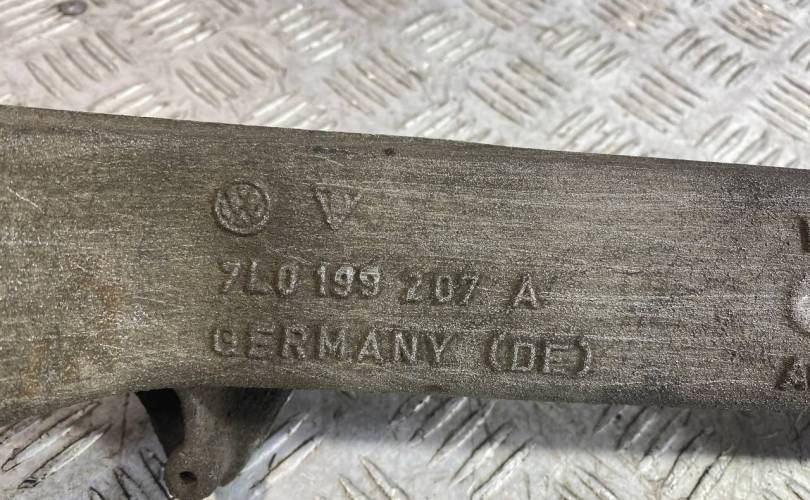 7L0 199 207 A
GERMANY (DE)
A